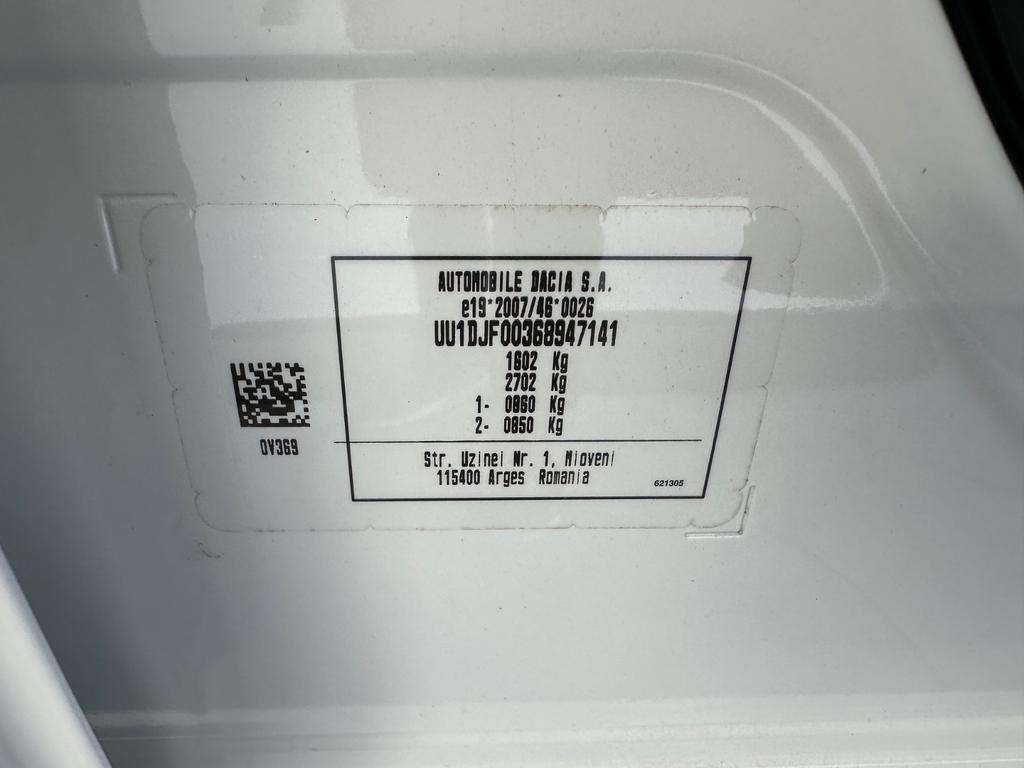 AUTOMOBILE DACIA S.A.
e19*2007/46*0026
UU1DJF00368947141
1602 Kg
2702 Kg
1- 0860 Kg
2- 0850 Kg
0V369
Str. Uzinei Nr. 1, Mioveni
115400 Arges Romania
621305